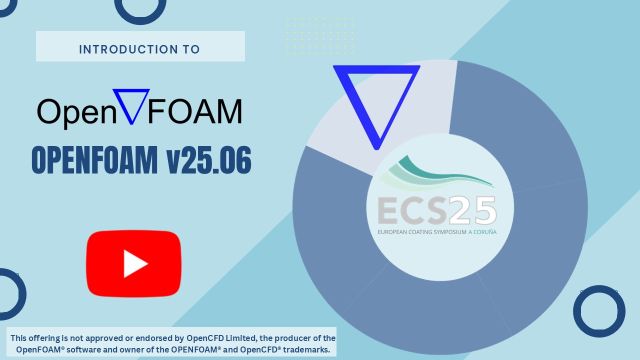 INTRODUCTION TO
Open∇FOAM
OPENFOAM v25.06
ECS25
EUROPEAN COATING SYMPOSIUM A CORUÑA
This offering is not approved or endorsed by OpenCFD Limited, the producer of the
OpenFOAM® software and owner of the OPENFOAM® and OpenCFD® trademarks.